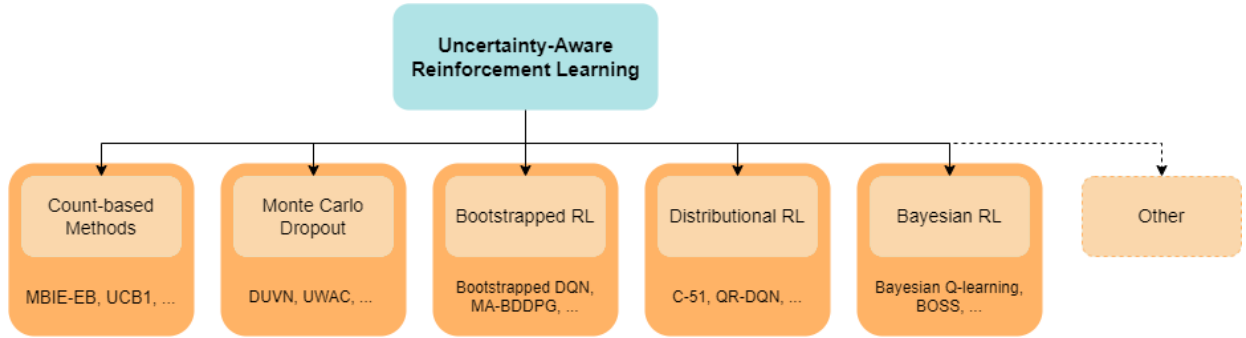 Uncertainty-Aware
Reinforcement Learning
Count-based
Methods
Monte Carlo
Dropout
Bootstrapped RL
Distributional RL
Bayesian RL
Other
MBIE-EB, UCB1, ...
DUVN, UWAC, ...
Bootstrapped DQN,
MA-BDDPG, ...
C-51, QR-DQN, ...
Bayesian Q-learning,
BOSS, ...